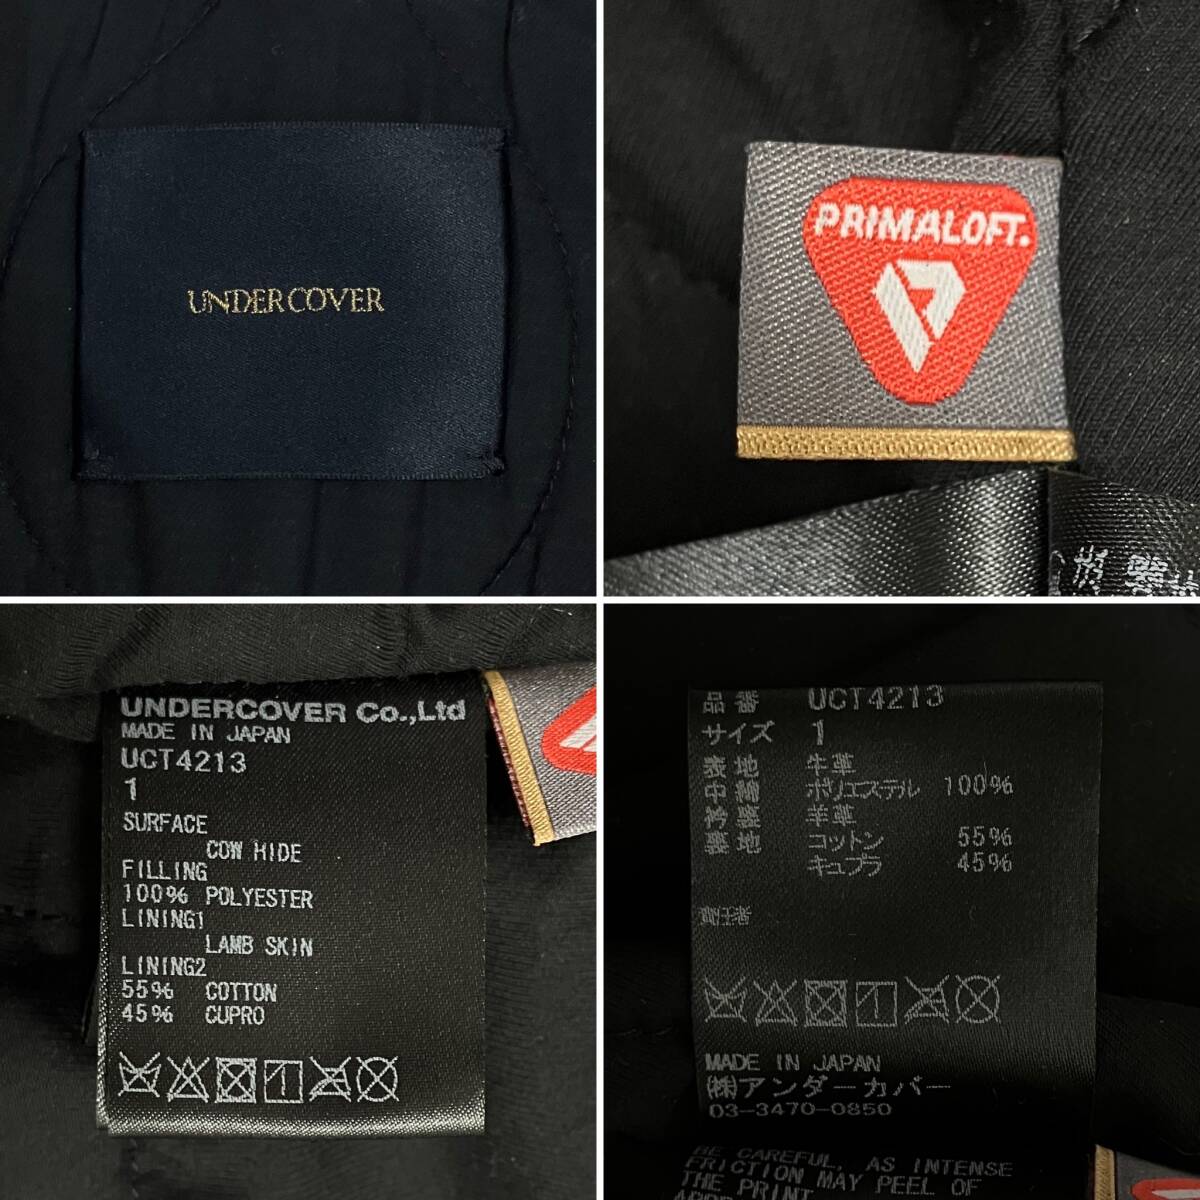 UNDERCOVER
PRIMALOFT.
UNDERCOVER Co.,Ltd
MADE IN JAPAN
UCT4213
1
SURFACE
COW HIDE
FILLING
100% POLYESTER
LINING1
LAMB SKIN
LINING2
55% COTTON
45% CUPRO
品番 UCT4213
サイズ 1
表地 牛革
中綿 ポリエステル 100%
羊革
裏地 コットン 55%
キュプラ 45%
責任者
MADE IN JAPAN
(株)アンダーカバー
03-3470-0850
BE CAREFUL, AS INTENSE
FRICTION MAY PEEL OF
THE PRINT